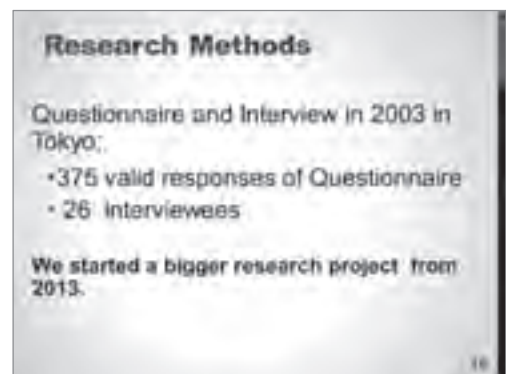 Research Methods
Questionnaire and Interview in 2003 in
Tokyo:
•375 valid responses of Questionnaire
• 26 Interviewees
We started a bigger research project from
2013.